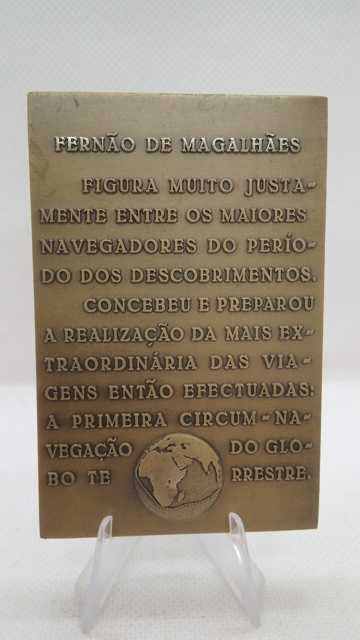 FERNÃO DE MAGALHÃES
FIGURA MUITO JUSTA-
MENTE ENTRE OS MAIORES
NAVEGADORES DO PERÍO-
DO DOS DESCOBRIMENTOS.
CONCEBEU E PREPAROU
A REALIZAÇÃO DA MAIS EX-
TRAORDINÁRIA DAS VIA-
GENS ENTÃO EFECTUADAS:
A PRIMEIRA CIRCUM-NA-
VEGAÇÃO DO GLO-
BO TE RRESTRE.